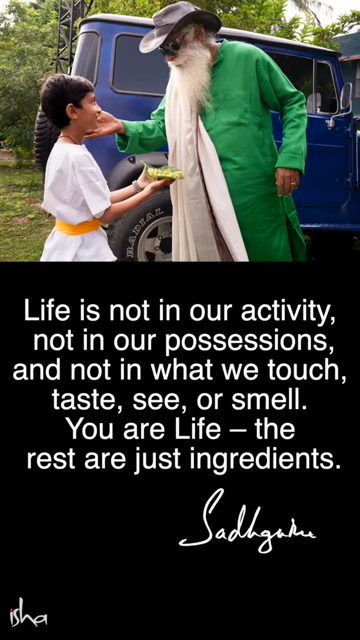 RADIAL
Life is not in our activity,
not in our possessions,
and not in what we touch,
taste, see, or smell.
You are Life – the
rest are just ingredients.
Sadhguru
isha